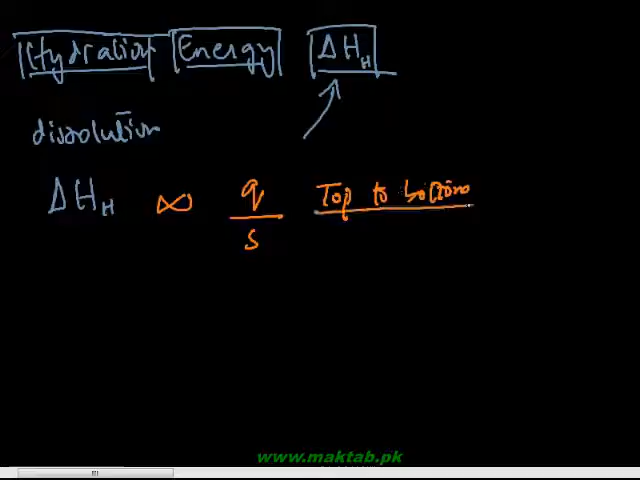 Hydration Energy ΔH_H
dissolution
ΔH_H ∝ q/s Top to bottom
www.maktab.pk